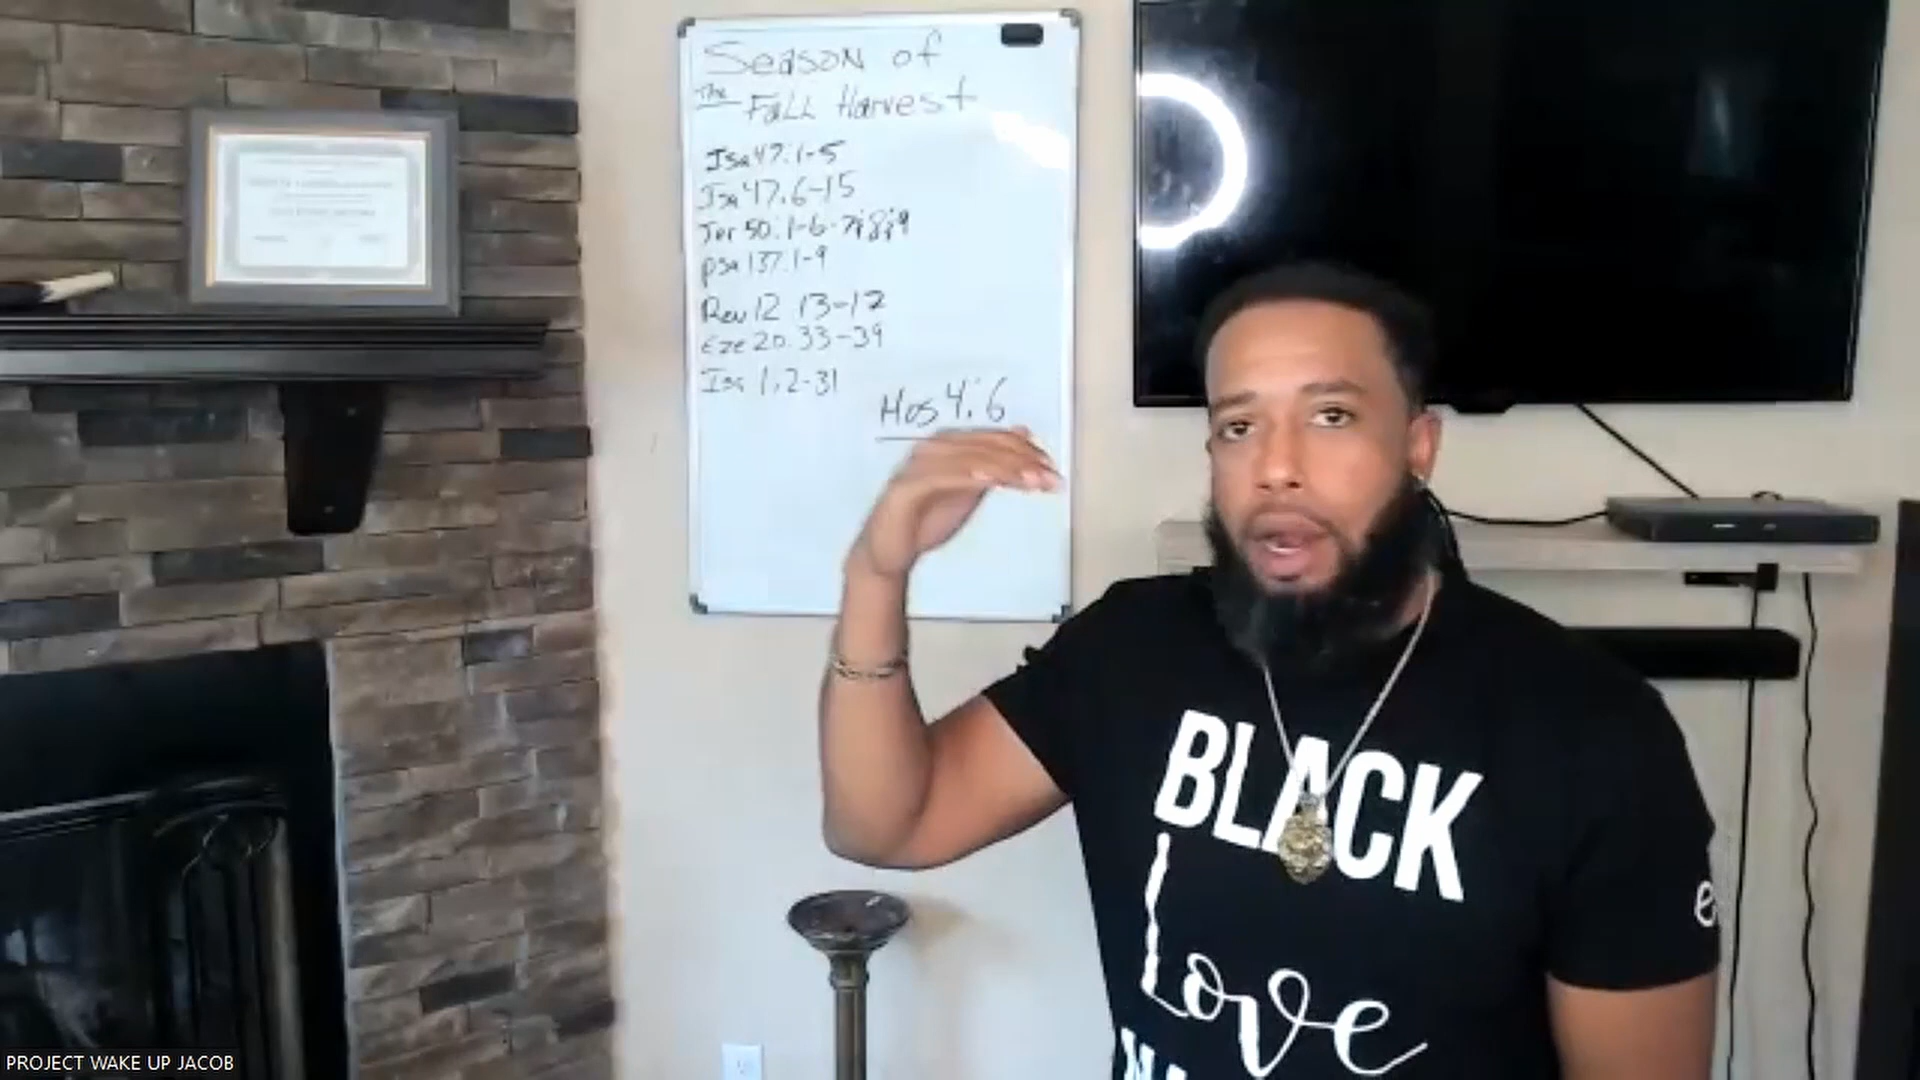 Season of
The Fall Harvest
Isa 47:1-5
Isa 47.6-15
Jer 50:1-6-7;8;9
psa 137.1-9
Rev 12 13-17
Eze 20.33-39
Isa 1.2-31
Hos 4:6
BLACK
Love
PROJECT WAKE UP JACOB